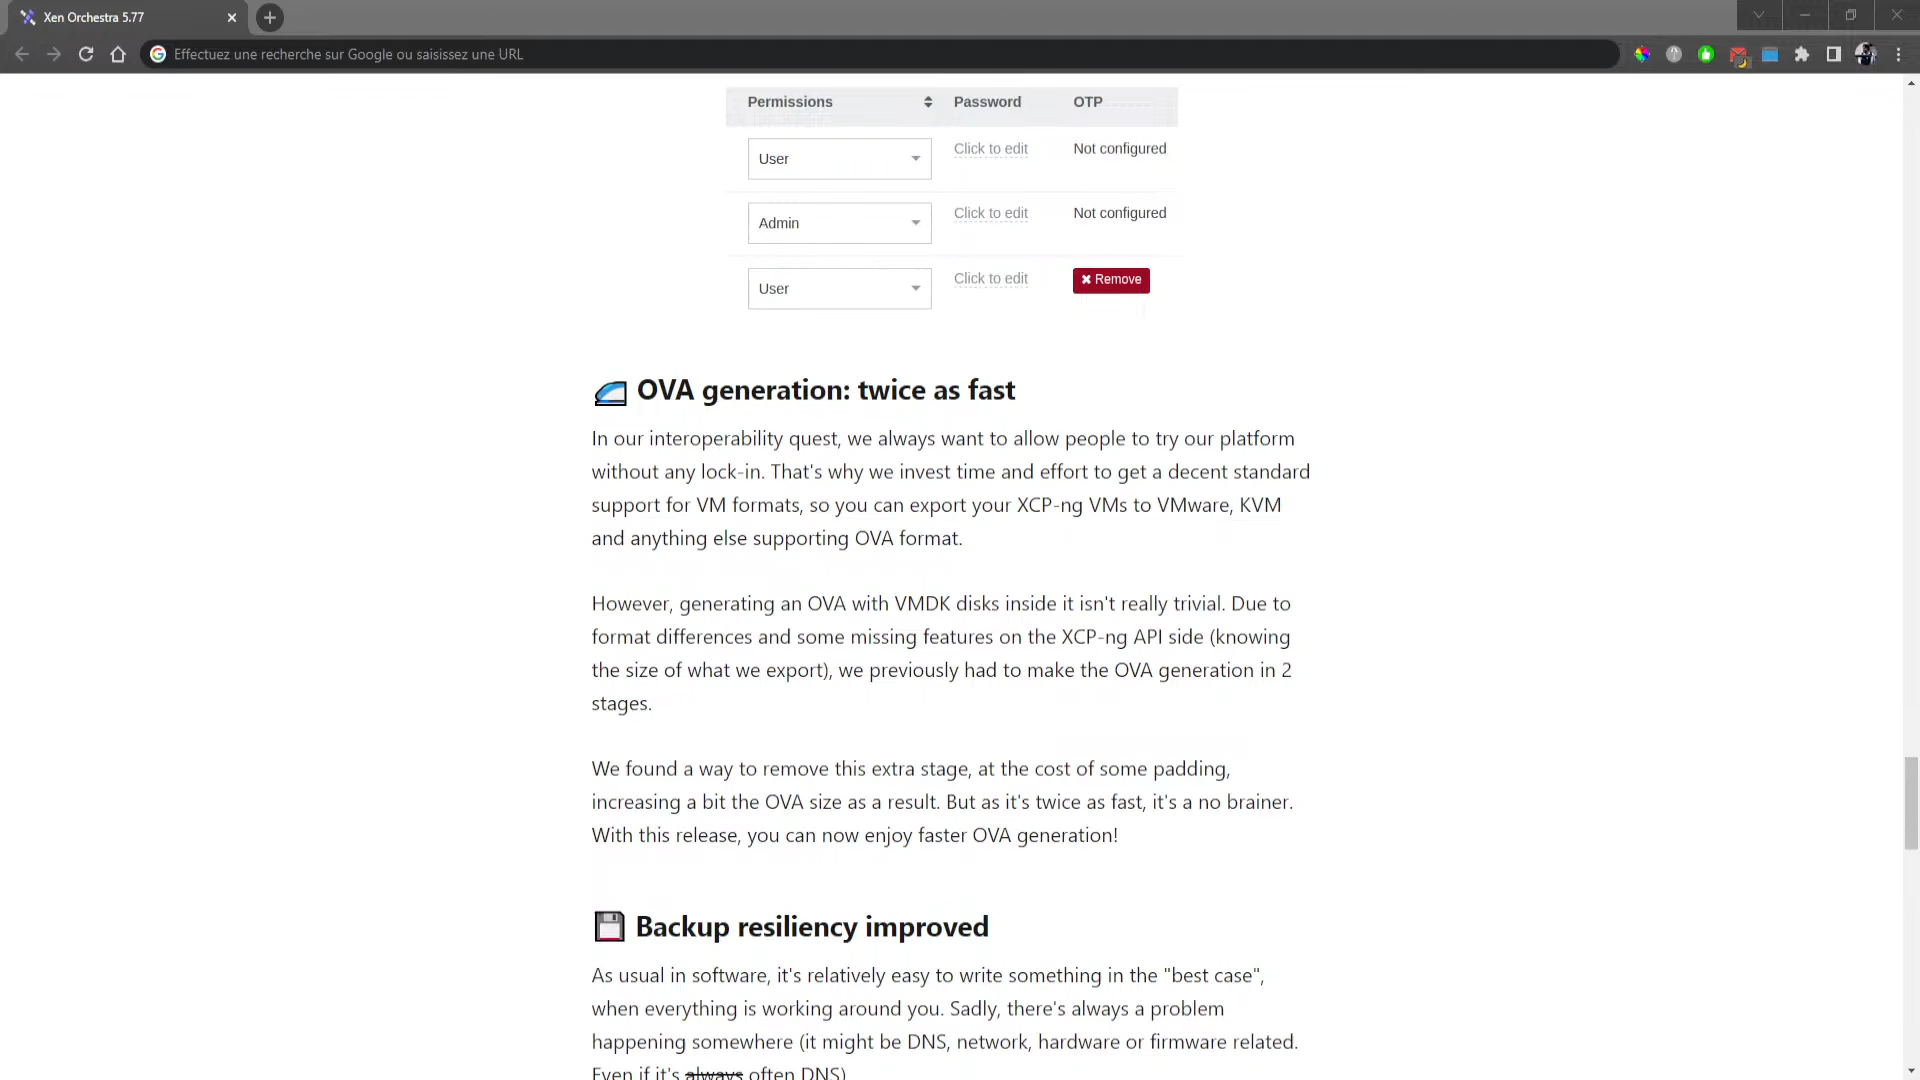 Xen Orchestra 5.77
Effectuez une recherche sur Google ou saisissez une URL
Permissions Password OTP
User Click to edit Not configured
Admin Click to edit Not configured
User Click to edit ✖ Remove
OVA generation: twice as fast
In our interoperability quest, we always want to allow people to try our platform
without any lock-in. That's why we invest time and effort to get a decent standard
support for VM formats, so you can export your XCP-ng VMs to VMware, KVM
and anything else supporting OVA format.
However, generating an OVA with VMDK disks inside it isn't really trivial. Due to
format differences and some missing features on the XCP-ng API side (knowing
the size of what we export), we previously had to make the OVA generation in 2
stages.
We found a way to remove this extra stage, at the cost of some padding,
increasing a bit the OVA size as a result. But as it's twice as fast, it's a no brainer.
With this release, you can now enjoy faster OVA generation!
Backup resiliency improved
As usual in software, it's relatively easy to write something in the "best case",
when everything is working around you. Sadly, there's always a problem
happening somewhere (it might be DNS, network, hardware or firmware related.
Even if it's always often DNS)